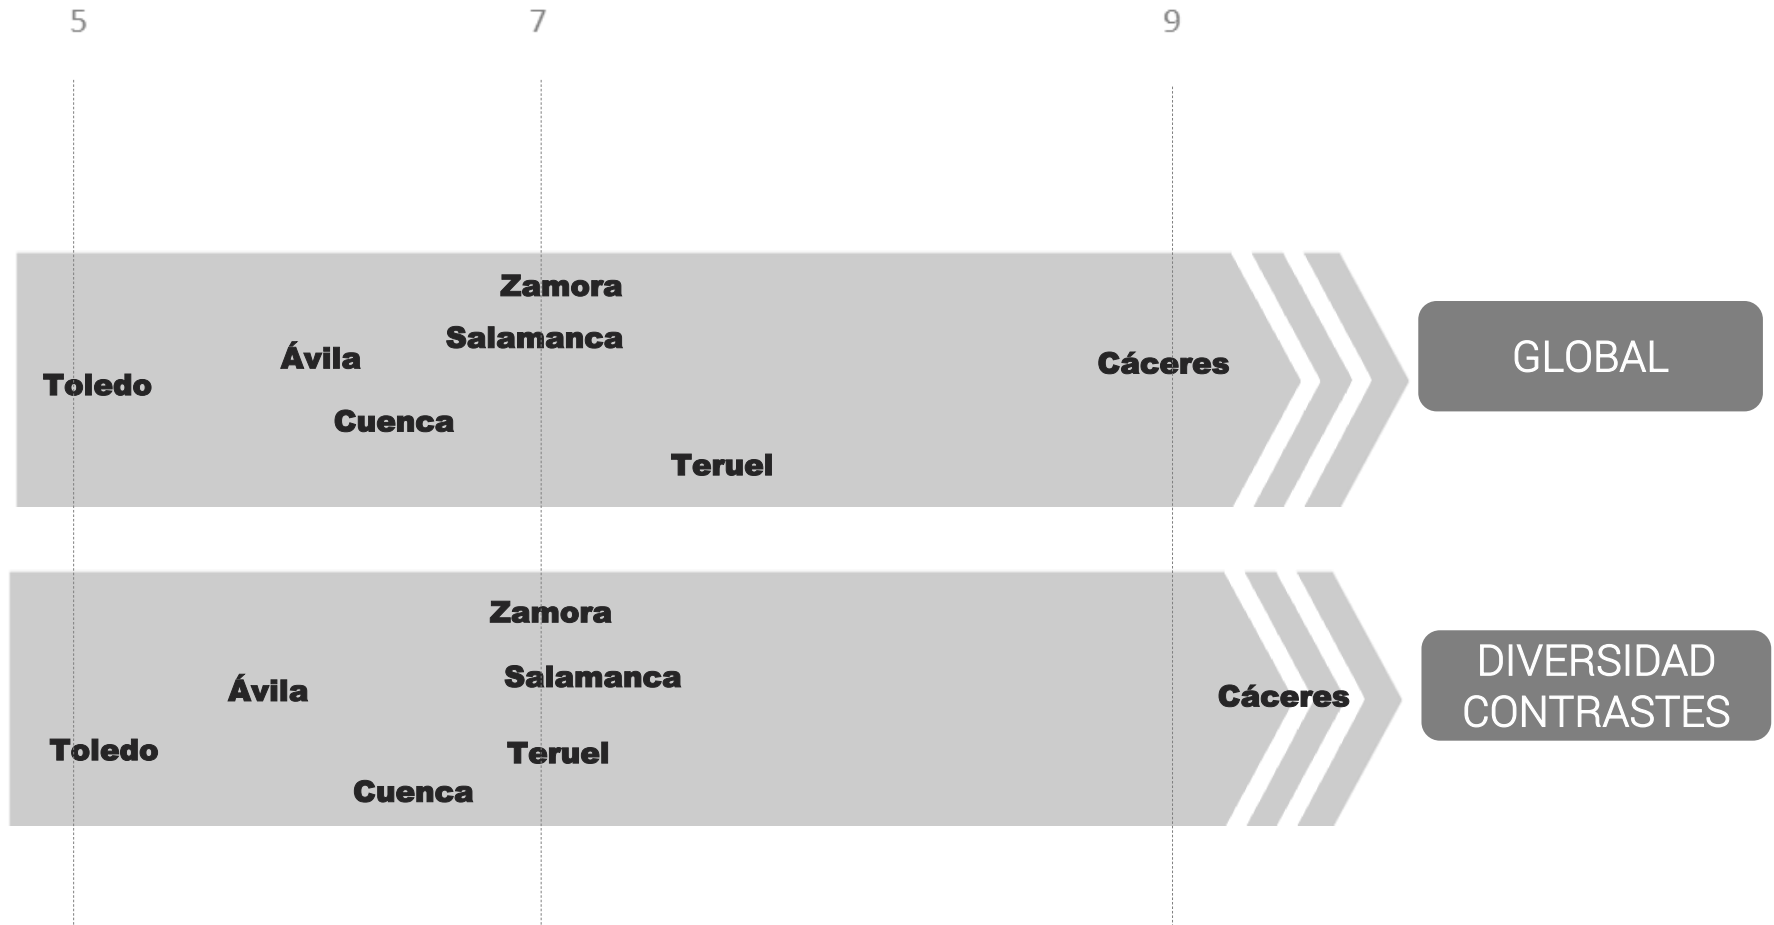 5
7
9
Zamora
Salamanca
Ávila
Cáceres
Toledo
Cuenca
Teruel
GLOBAL
Zamora
Salamanca
Ávila
Cáceres
Toledo
Teruel
Cuenca
DIVERSIDAD
CONTRASTES